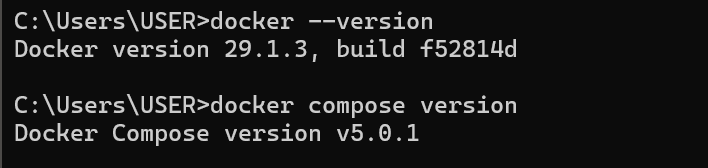 C:\Users\USER>docker --version
Docker version 29.1.3, build f52814d
C:\Users\USER>docker compose version
Docker Compose version v5.0.1